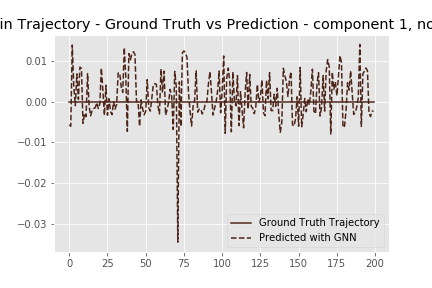 in Trajectory - Ground Truth vs Prediction - component 1, no
0.01
0.00
−0.01
−0.02
−0.03
Ground Truth Trajectory
Predicted with GNN
0 25 50 75 100 125 150 175 200